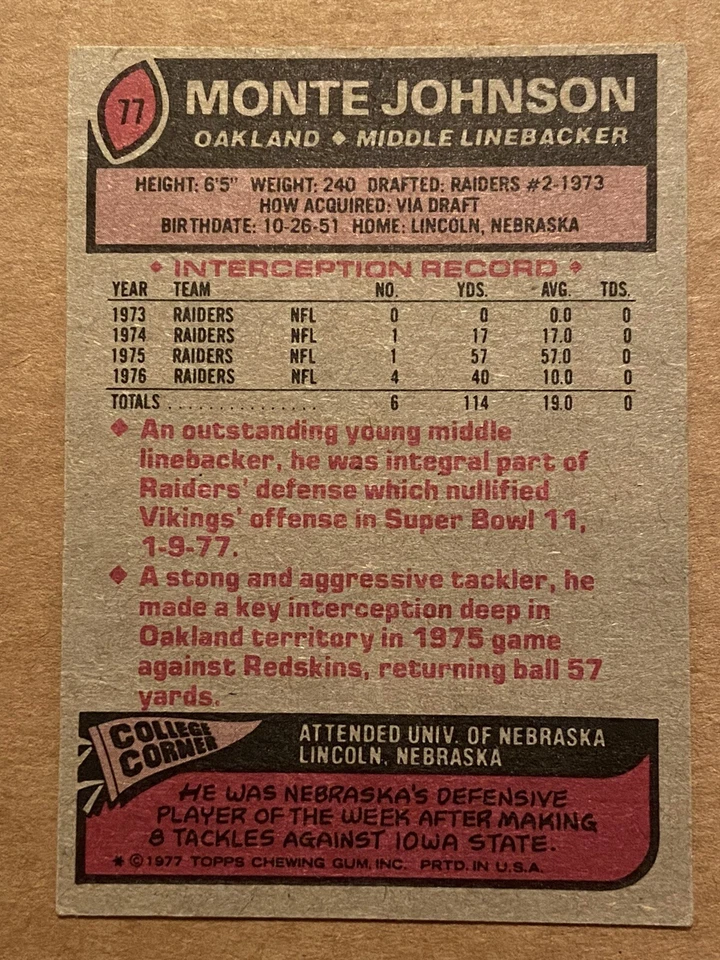 77
MONTE JOHNSON
OAKLAND ◆ MIDDLE LINEBACKER
HEIGHT: 6'5" WEIGHT: 240 DRAFTED: RAIDERS #2-1973
HOW ACQUIRED: VIA DRAFT
BIRTHDATE: 10-26-51 HOME: LINCOLN, NEBRASKA
◆ INTERCEPTION RECORD ◆
YEAR TEAM NO. YDS. AVG. TDS.
1973 RAIDERS NFL 0 0 0.0 0
1974 RAIDERS NFL 1 17 17.0 0
1975 RAIDERS NFL 1 57 57.0 0
1976 RAIDERS NFL 4 40 10.0 0
TOTALS . . . . . . . . . . . . . . . 6 114 19.0 0
◆ An outstanding young middle
linebacker, he was integral part of
Raiders' defense which nullified
Vikings' offense in Super Bowl 11,
1-9-77.
◆ A stong and aggressive tackler, he
made a key interception deep in
Oakland territory in 1975 game
against Redskins, returning ball 57
yards.
COLLEGE
CORNER
ATTENDED UNIV. OF NEBRASKA
LINCOLN, NEBRASKA
HE WAS NEBRASKA'S DEFENSIVE
PLAYER OF THE WEEK AFTER MAKING
8 TACKLES AGAINST IOWA STATE.
* © 1977 TOPPS CHEWING GUM, INC. PRTD. IN U.S.A.